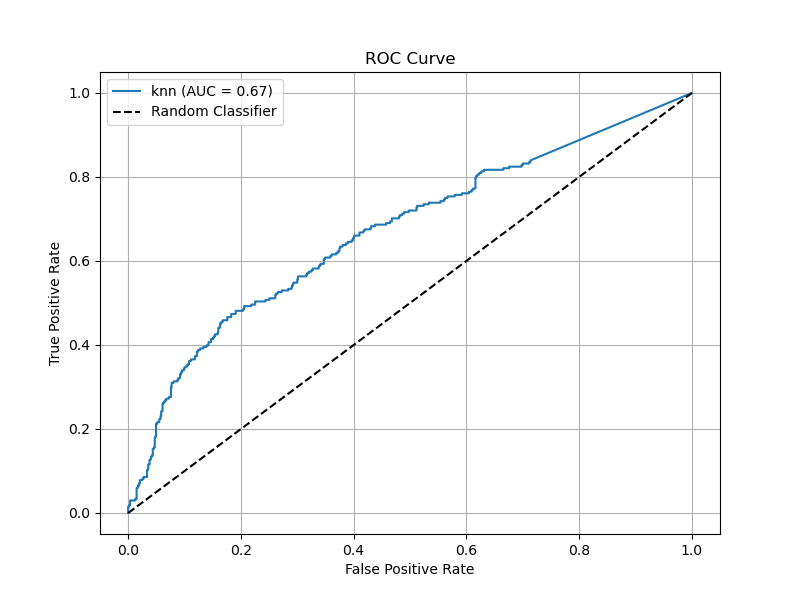 ROC Curve
knn (AUC = 0.67)
Random Classifier
1.0
0.8
0.6
0.4
0.2
0.0
True Positive Rate
0.0 0.2 0.4 0.6 0.8 1.0
False Positive Rate